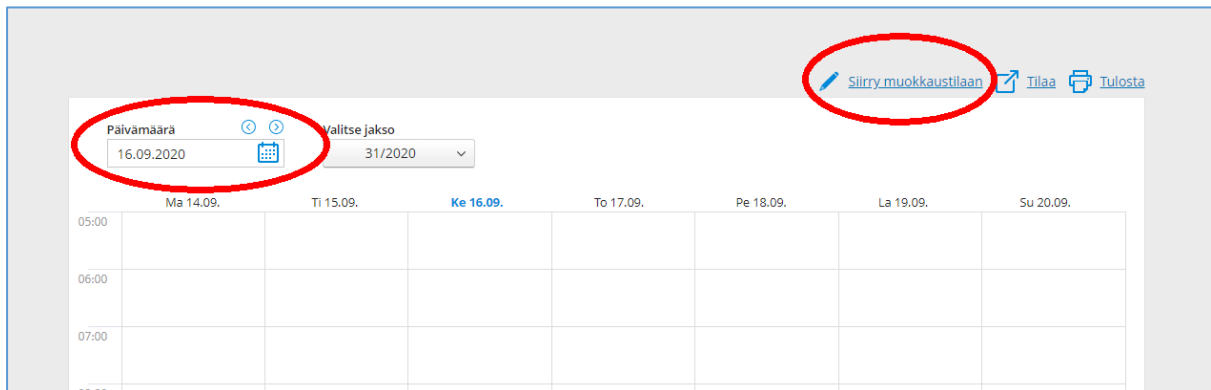 Siirry muokkaustilaan Tilaa Tulosta
Päivämäärä Valitse jakso
16.09.2020 31/2020
Ma 14.09. Ti 15.09. Ke 16.09. To 17.09. Pe 18.09. La 19.09. Su 20.09.
05:00
06:00
07:00